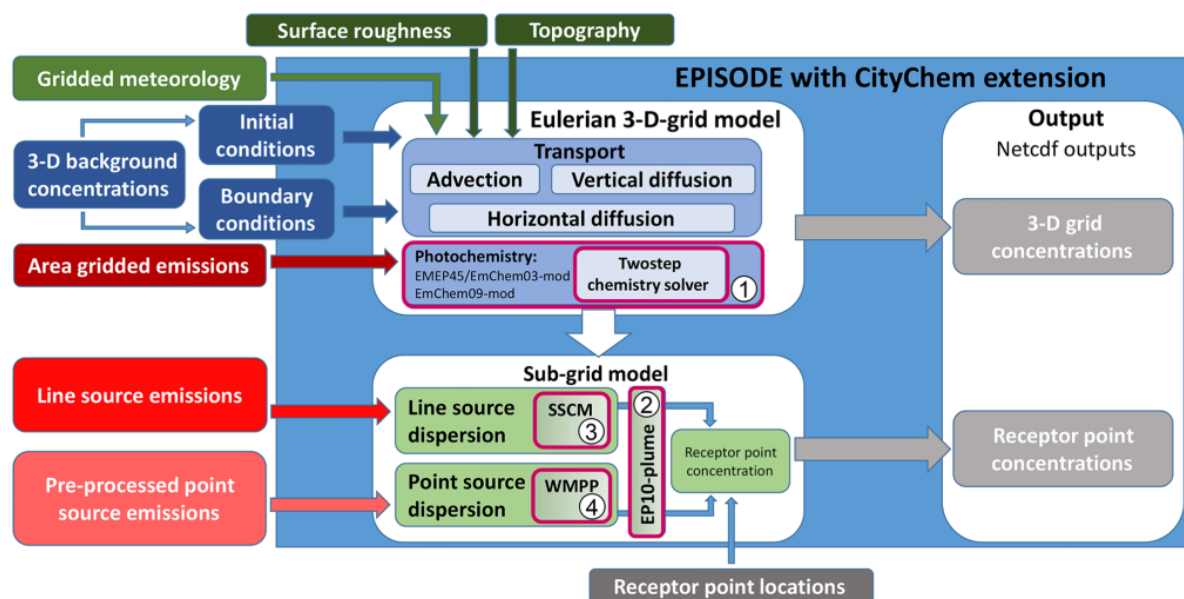 Surface roughness
Topography
Gridded meteorology
EPISODE with CityChem extension
Initial
conditions
3-D background
concentrations
Boundary
conditions
Area gridded emissions
Eulerian 3-D-grid model
Transport
Advection
Vertical diffusion
Horizontal diffusion
Photochemistry:
EMEP45/EmChem03-mod
EmChem09-mod
Twostep
chemistry solver
1
Output
Netcdf outputs
3-D grid
concentrations
Line source emissions
Pre-processed point
source emissions
Sub-grid model
Line source
dispersion
SSCM
3
2
EP10-plume
Point source
dispersion
WMPP
4
Receptor point
concentration
Receptor point
concentrations
Receptor point locations